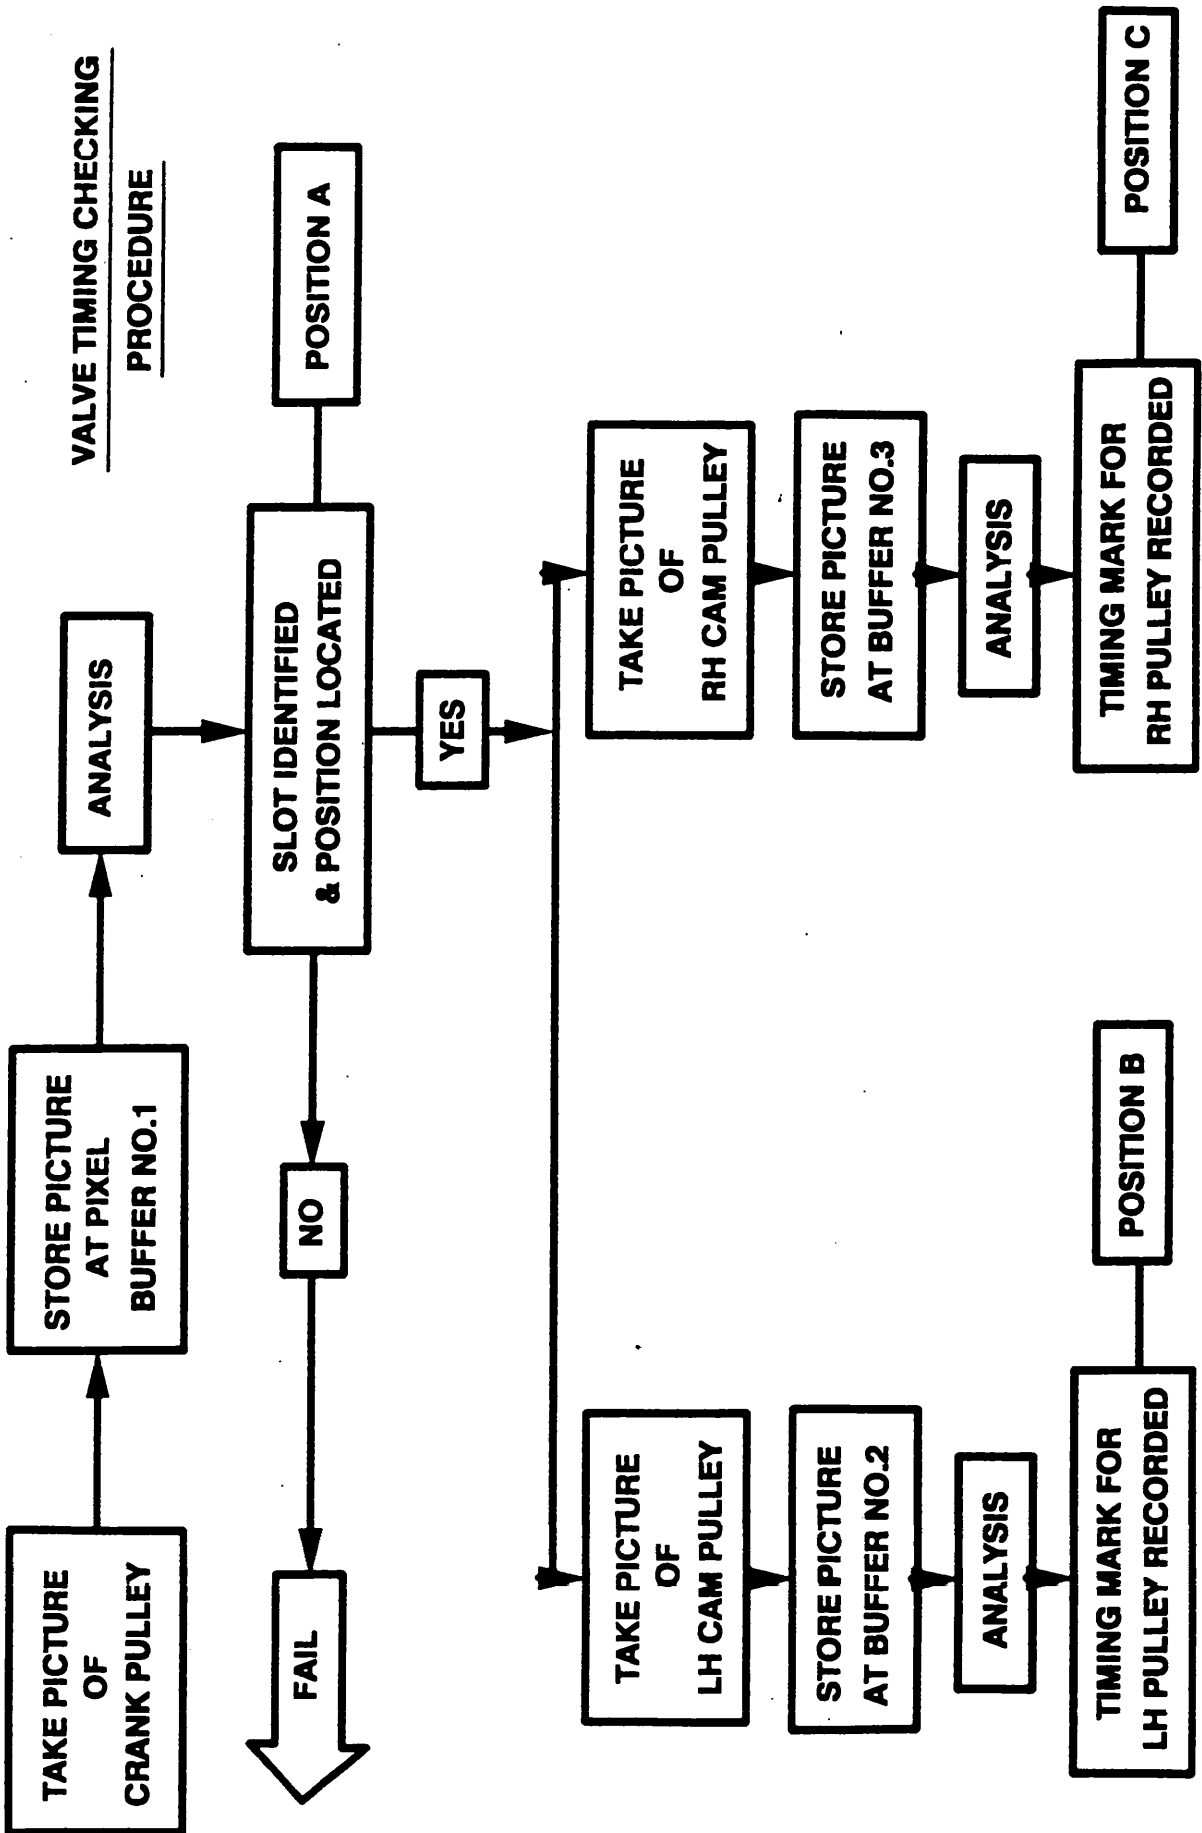 VALVE TIMING CHECKING
PROCEDURE
TAKE PICTURE
OF
CRANK PULLEY
STORE PICTURE
AT PIXEL
BUFFER NO.1
ANALYSIS
FAIL
NO
SLOT IDENTIFIED
& POSITION LOCATED
POSITION A
YES
TAKE PICTURE
OF
LH CAM PULLEY
STORE PICTURE
AT BUFFER NO.2
ANALYSIS
TIMING MARK FOR
LH PULLEY RECORDED
POSITION B
TAKE PICTURE
OF
RH CAM PULLEY
STORE PICTURE
AT BUFFER NO.3
ANALYSIS
TIMING MARK FOR
RH PULLEY RECORDED
POSITION C